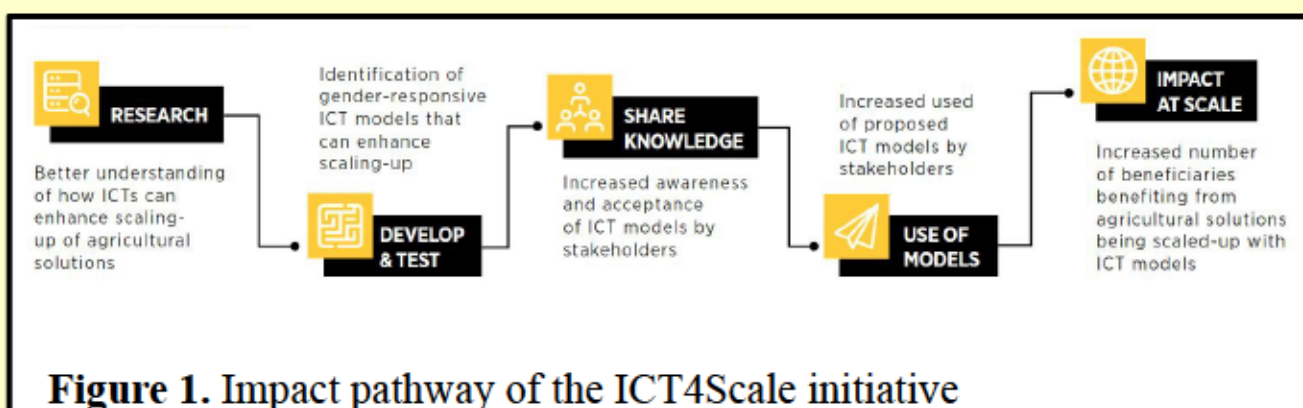 RESEARCH
Better understanding
of how ICTs can
enhance scaling-
up of agricultural
solutions
Identification of
gender-responsive
ICT models that
can enhance
scaling-up
DEVELOP
& TEST
SHARE
KNOWLEDGE
Increased awareness
and acceptance
of ICT models by
stakeholders
Increased used
of proposed
ICT models by
stakeholders
USE OF
MODELS
IMPACT
AT SCALE
Increased number
of beneficiaries
benefiting from
agricultural solutions
being scaled-up with
ICT models
Figure 1. Impact pathway of the ICT4Scale initiative